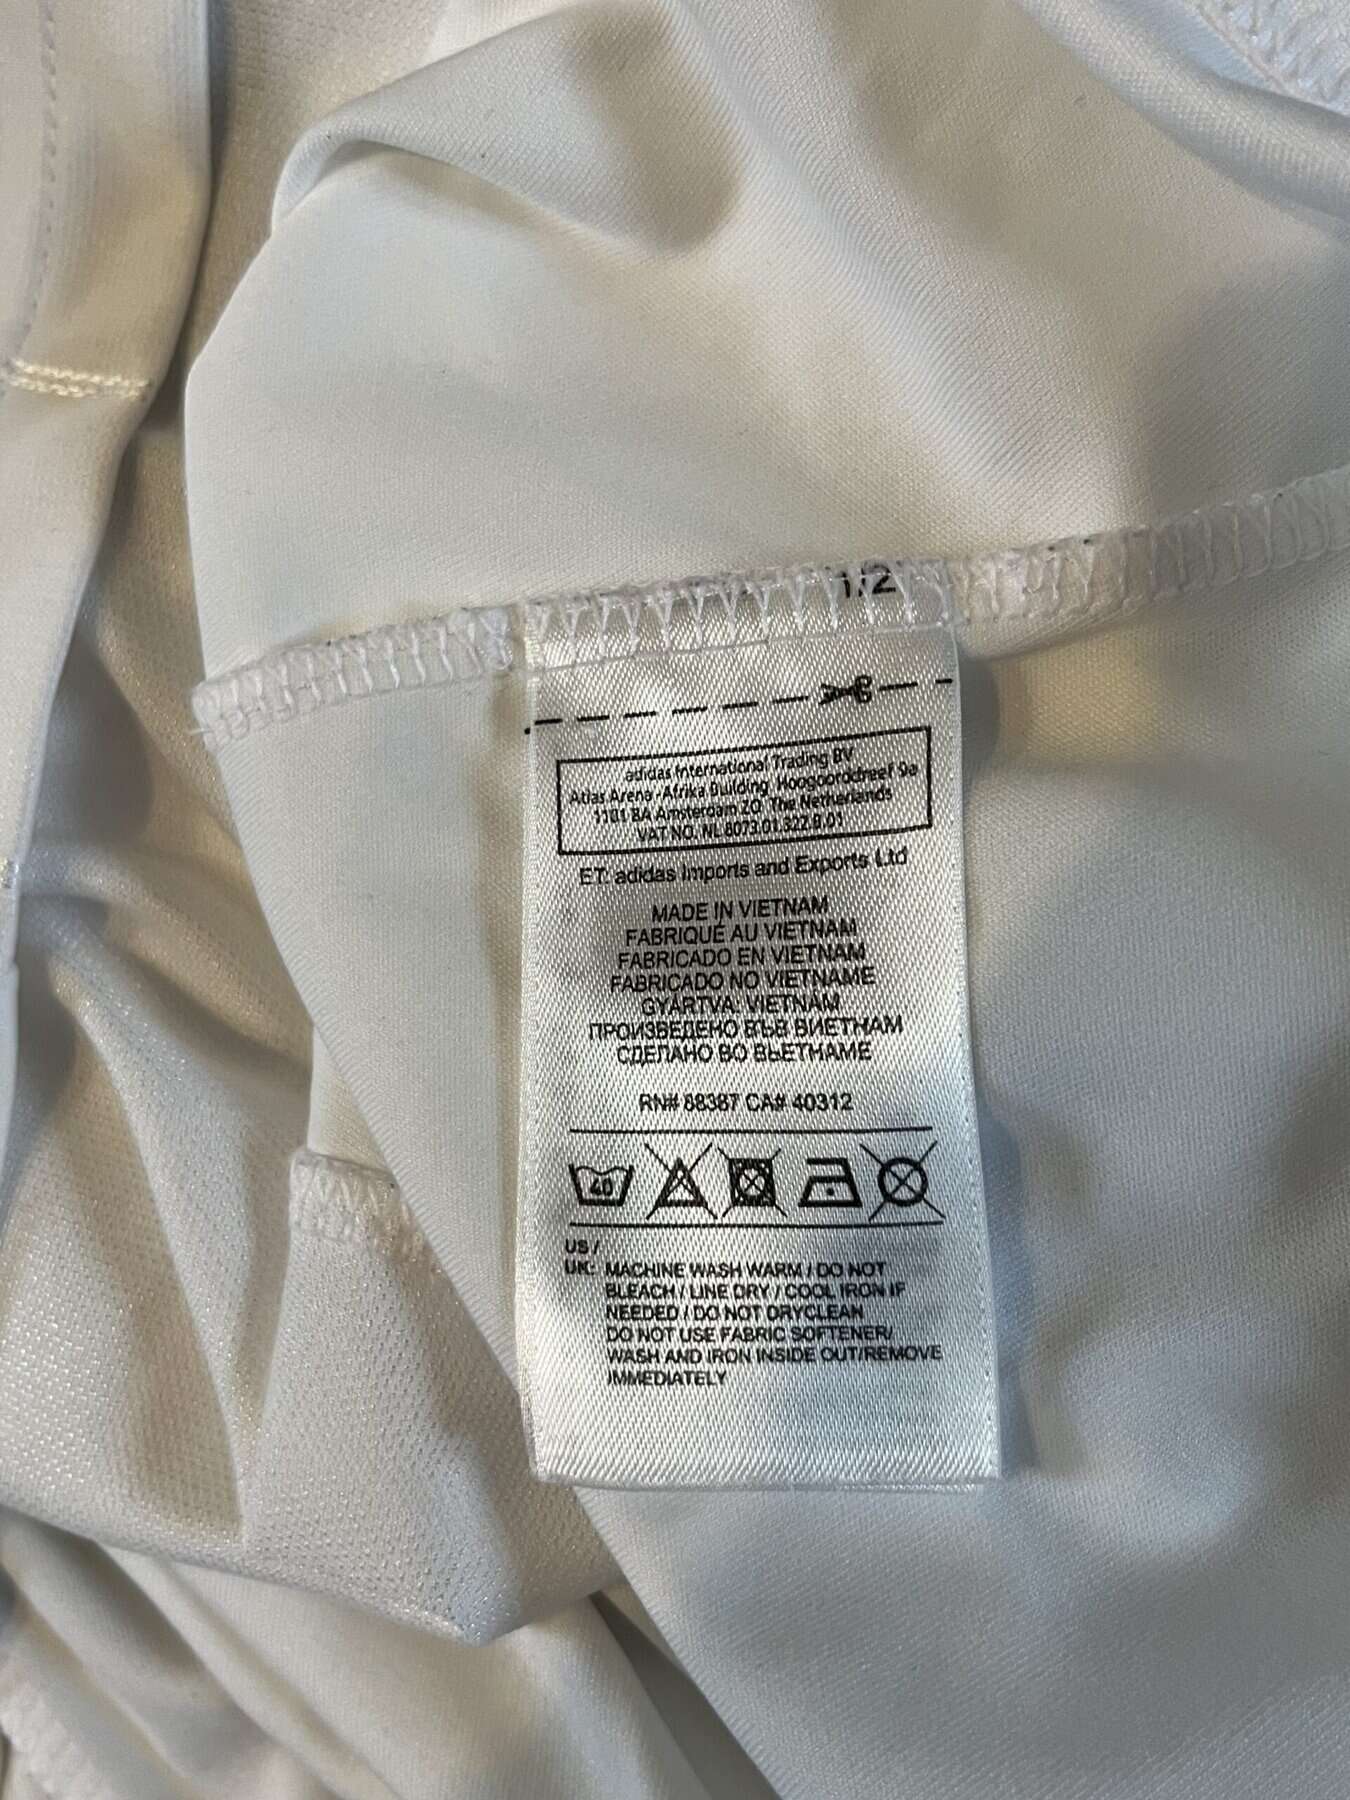 1/2
adidas International Trading BV
Atlas Arena - Afrika Building, Hoogoorddreef 9a
1101 BA Amsterdam ZO, The Netherlands
VAT NO. NL 8073.01.322.B.01
ET: adidas Imports and Exports Ltd
MADE IN VIETNAM
FABRIQUÉ AU VIETNAM
FABRICADO EN VIETNAM
FABRICADO NO VIETNAME
GYÁRTVA: VIETNÁM
ПРОИЗВЕДЕНО ВЪВ ВИЕТНАМ
СДЕЛАНО ВО ВЬЕТНАМЕ
RN# 88387 CA# 40312
40
US /
UK: MACHINE WASH WARM / DO NOT
BLEACH / LINE DRY / COOL IRON IF
NEEDED / DO NOT DRYCLEAN
DO NOT USE FABRIC SOFTENER/
WASH AND IRON INSIDE OUT/REMOVE
IMMEDIATELY